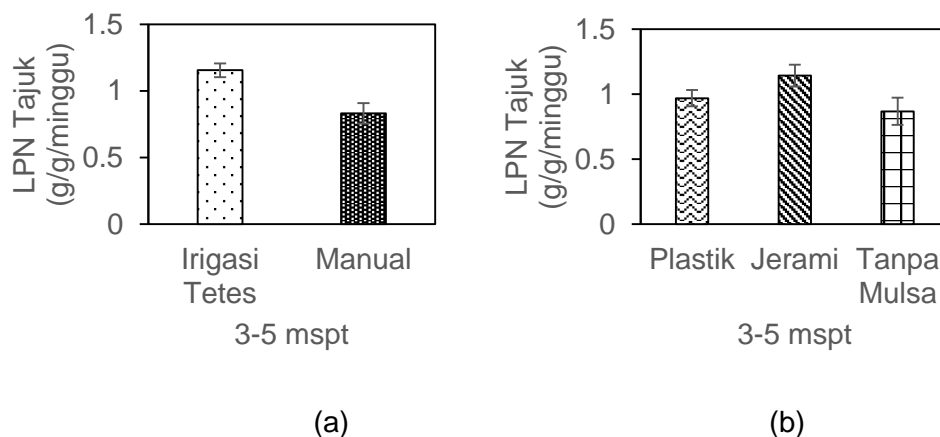 LPN Tajuk
(g/g/minggu)
1.5
1
0.5
0
Irigasi
Tetes
Manual
3-5 mspt
(a)
LPN Tajuk
(g/g/minggu)
1.5
1
0.5
0
Plastik
Jerami
Tanpa
Mulsa
3-5 mspt
(b)